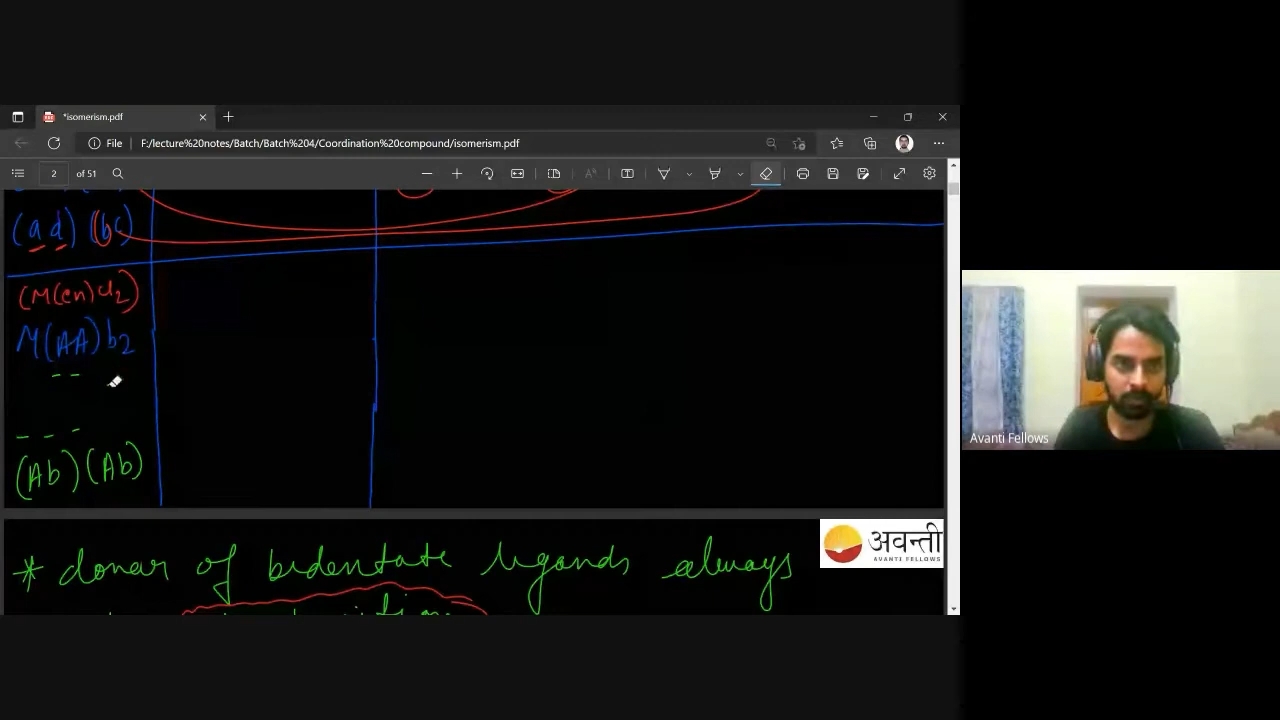 *isomerism.pdf
File F:/lecture%20notes/Batch/Batch%204/Coordination%20compound/isomerism.pdf
2 of 51
(ad) (bc)
(M(en)Cl2)
M(AA)b2
(Ab)(Ab)
* donar of bidentate ligands always
अवन्ती
AVANTI FELLOWS
Avanti Fellows